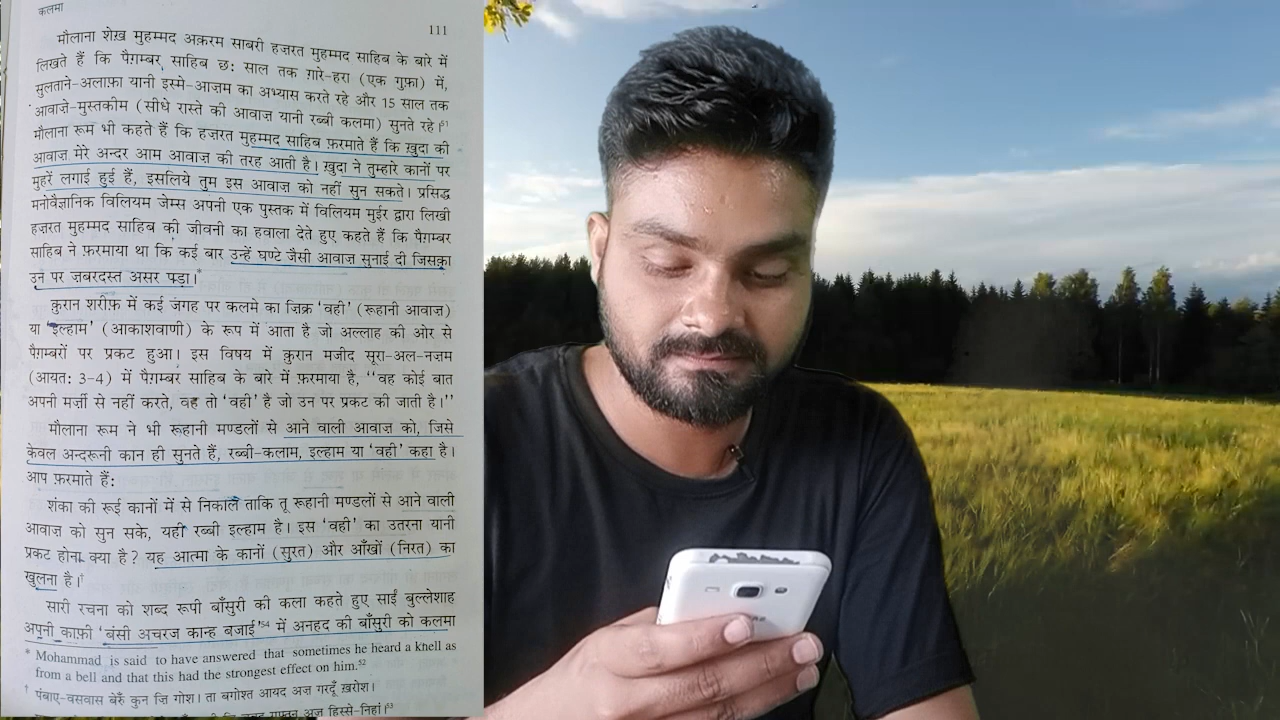 कलमा
111
मौलाना शेख़ मुहम्मद अक़रम साबरी हज़रत मुहम्मद साहिब के बारे में
लिखते हैं कि पैग़म्बर साहिब छ: साल तक ग़ारे-हरा (एक गुफ़ा) में,
सुलताने-अलाफ़ा यानी इस्मे-आज़म का अभ्यास करते रहे और 15 साल तक
आवाज़े-मुस्तकीम (सीधे रास्ते की आवाज़ यानी रब्बी कलमा) सुनते रहे।51
मौलाना रूम भी कहते हैं कि हज़रत मुहम्मद साहिब फ़रमाते हैं कि ख़ुदा की
आवाज़ मेरे अन्दर आम आवाज़ की तरह आती है। ख़ुदा ने तुम्हारे कानों पर
मुहरें लगाई हुई हैं, इसलिये तुम इस आवाज़ को नहीं सुन सकते। प्रसिद्ध
मनोवैज्ञानिक विलियम जेम्स अपनी एक पुस्तक में विलियम मुईर द्वारा लिखी
हज़रत मुहम्मद साहिब की जीवनी का हवाला देते हुए कहते हैं कि पैग़म्बर
साहिब ने फ़रमाया था कि कई बार उन्हें घण्टे जैसी आवाज़ सुनाई दी जिसका
उन पर ज़बरदस्त असर पड़ा।*
क़ुरान शरीफ़ में कई जगह पर कलमे का ज़िक्र 'वही' (रूहानी आवाज़)
या 'इल्हाम' (आकाशवाणी) के रूप में आता है जो अल्लाह की ओर से
पैग़म्बरों पर प्रकट हुआ। इस विषय में क़ुरान मजीद सूरा-अल-नज़म
(आयत: 3-4) में पैग़म्बर साहिब के बारे में फ़रमाया है, ''वह कोई बात
अपनी मर्ज़ी से नहीं करते, वह तो 'वही' है जो उन पर प्रकट की जाती है।''
मौलाना रूम ने भी रूहानी मण्डलों से आने वाली आवाज़ को, जिसे
केवल अन्दरूनी कान ही सुनते हैं, रब्बी-कलाम, इल्हाम या 'वही' कहा है।
आप फ़रमाते हैं:
शंका की रूई कानों में से निकाल ताकि तू रूहानी मण्डलों से आने वाली
आवाज़ को सुन सके, यही रब्बी इल्हाम है। इस 'वही' का उतरना यानी
प्रकट होना क्या है? यह आत्मा के कानों (सुरत) और आँखों (निरत) का
खुलना है।†
सारी रचना को शब्द रूपी बाँसुरी की कला कहते हुए साईं बुल्लेशाह
अपनी काफ़ी 'बंसी अचरज कान्ह बजाई'54 में अनहद की बाँसुरी को कलमा
* Mohammad is said to have answered that sometimes he heard a knell as
from a bell and that this had the strongest effect on him.52
† पंबाए-वसवास बेरुँ कुन ज़ि गोश। ता बगोश्त आयद अज़ गरदूँ ख़रोश।
अज़ हिस्से-निहां।53